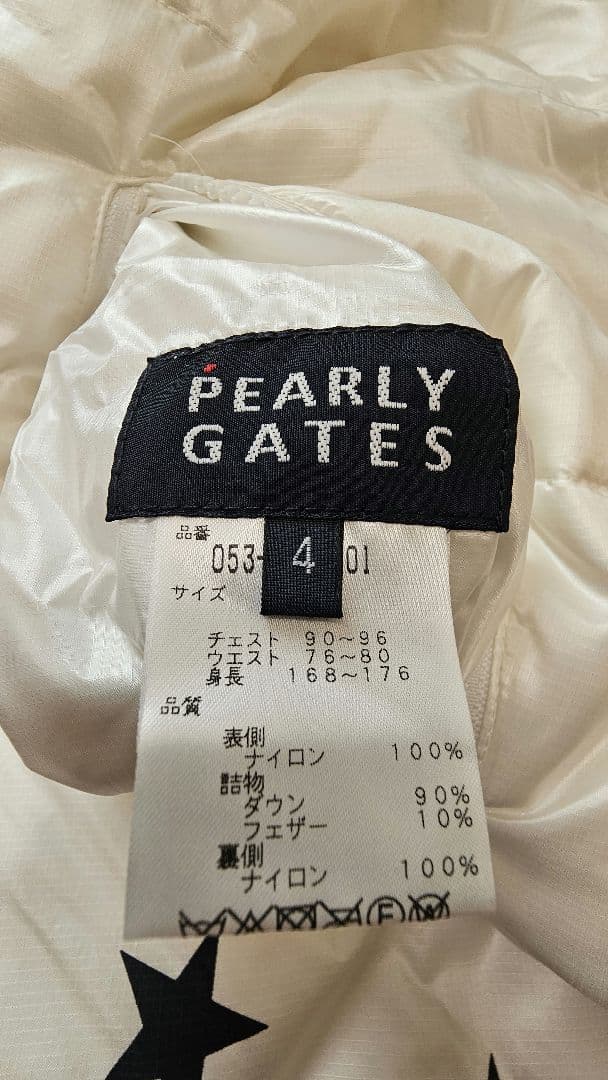 PEARLY
GATES
品番
053-
4
01
サイズ
チェスト 90~96
ウエスト 76~80
身長 168~176
品質
表側
ナイロン 100%
詰物
ダウン 90%
フェザー 10%
裏側
ナイロン 100%